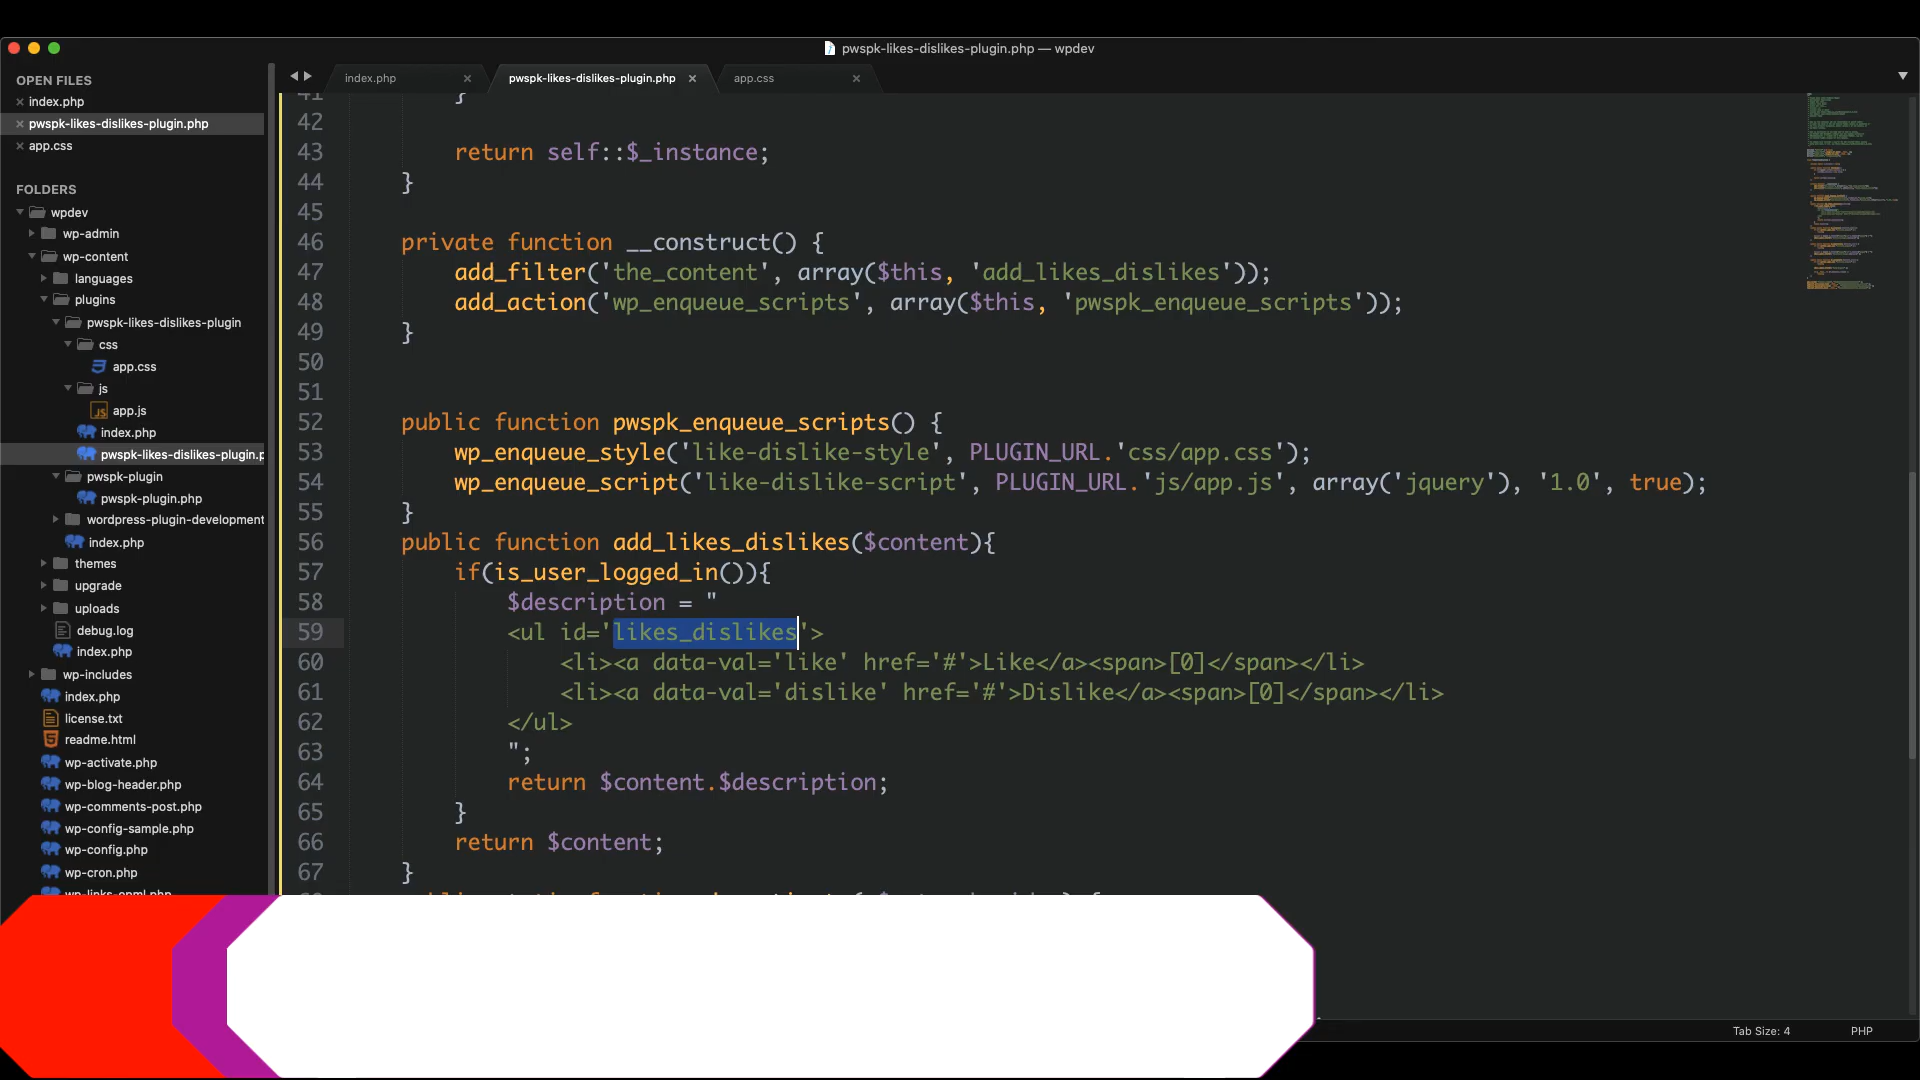 pwspk-likes-dislikes-plugin.php — wpdev
OPEN FILES
index.php
pwspk-likes-dislikes-plugin.php
app.css
FOLDERS
wpdev
wp-admin
wp-content
languages
plugins
pwspk-likes-dislikes-plugin
css
app.css
js
app.js
index.php
pwspk-likes-dislikes-plugin.p
pwspk-plugin
pwspk-plugin.php
wordpress-plugin-development
index.php
themes
upgrade
uploads
debug.log
index.php
wp-includes
index.php
license.txt
readme.html
wp-activate.php
wp-blog-header.php
wp-comments-post.php
wp-config-sample.php
wp-config.php
wp-cron.php
wp-links-opml.php
index.php pwspk-likes-dislikes-plugin.php app.css
41 }
42
43 return self::$_instance;
44 }
45
46 private function __construct() {
47 add_filter('the_content', array($this, 'add_likes_dislikes'));
48 add_action('wp_enqueue_scripts', array($this, 'pwspk_enqueue_scripts'));
49 }
50
51
52 public function pwspk_enqueue_scripts() {
53 wp_enqueue_style('like-dislike-style', PLUGIN_URL.'css/app.css');
54 wp_enqueue_script('like-dislike-script', PLUGIN_URL.'js/app.js', array('jquery'), '1.0', true);
55 }
56 public function add_likes_dislikes($content){
57 if(is_user_logged_in()){
58 $description = "
59 <ul id='likes_dislikes'>
60 <li><a data-val='like' href='#'>Like</a><span>[0]</span></li>
61 <li><a data-val='dislike' href='#'>Dislike</a><span>[0]</span></li>
62 </ul>
63 ";
64 return $content.$description;
65 }
66 return $content;
67 }
Tab Size: 4 PHP